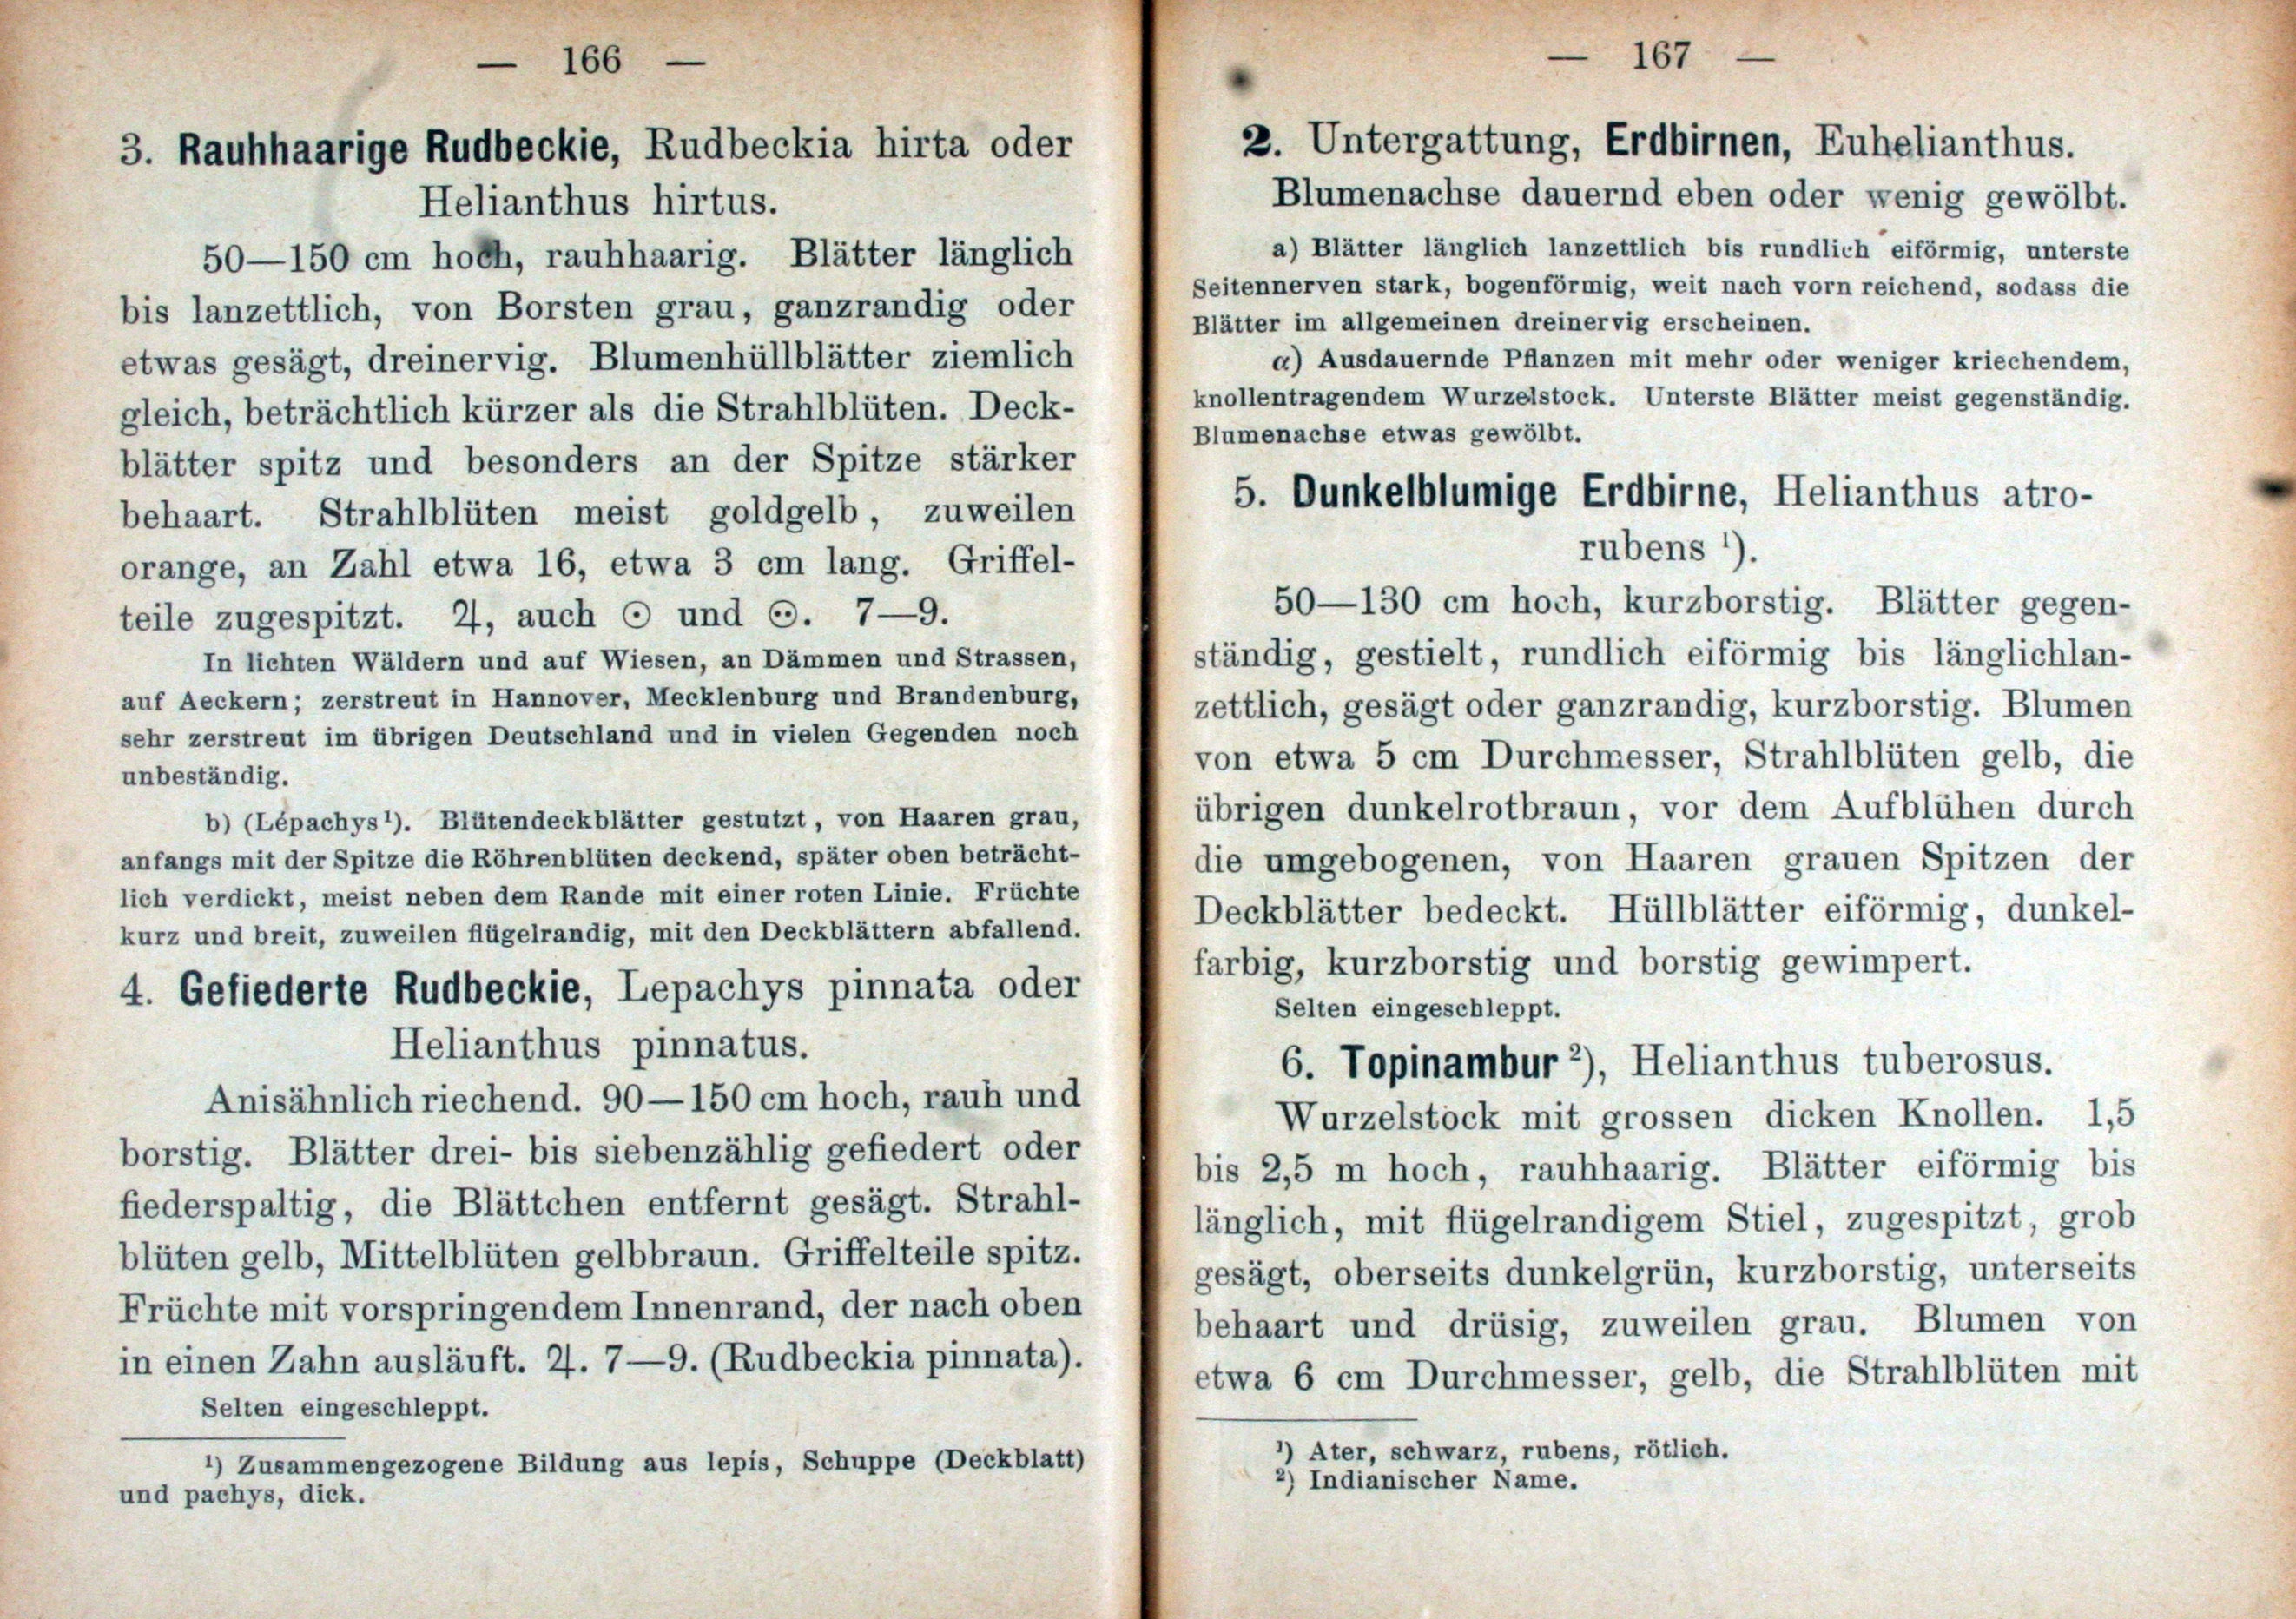 — 166 —
3. Rauhhaarige Rudbeckie, Rudbeckia hirta oder
Helianthus hirtus.
50—150 cm hoch, rauhhaarig. Blätter länglich
bis lanzettlich, von Borsten grau, ganzrandig oder
etwas gesägt, dreinervig. Blumenhüllblätter ziemlich
gleich, beträchtlich kürzer als die Strahlblüten. Deck-
blätter spitz und besonders an der Spitze stärker
behaart. Strahlblüten meist goldgelb, zuweilen
orange, an Zahl etwa 16, etwa 3 cm lang. Griffel-
teile zugespitzt. ♃, auch ⊙ und ⊙. 7—9.
In lichten Wäldern und auf Wiesen, an Dämmen und Strassen,
auf Aeckern; zerstreut in Hannover, Mecklenburg und Brandenburg,
sehr zerstreut im übrigen Deutschland und in vielen Gegenden noch
unbeständig.
b) (Lépachys¹). Blütendeckblätter gestutzt, von Haaren grau,
anfangs mit der Spitze die Röhrenblüten deckend, später oben beträcht-
lich verdickt, meist neben dem Rande mit einer roten Linie. Früchte
kurz und breit, zuweilen flügelrandig, mit den Deckblättern abfallend.
4. Gefiederte Rudbeckie, Lepachys pinnata oder
Helianthus pinnatus.
Anisähnlich riechend. 90—150 cm hoch, rauh und
borstig. Blätter drei- bis siebenzählig gefiedert oder
fiederspaltig, die Blättchen entfernt gesägt. Strahl-
blüten gelb, Mittelblüten gelbbraun. Griffelteile spitz.
Früchte mit vorspringendem Innenrand, der nach oben
in einen Zahn ausläuft. ♃. 7—9. (Rudbeckia pinnata).
Selten eingeschleppt.
¹) Zusammengezogene Bildung aus lepis, Schuppe (Deckblatt)
und pachys, dick.
— 167 —
2. Untergattung, Erdbirnen, Euhelianthus.
Blumenachse dauernd eben oder wenig gewölbt.
a) Blätter länglich lanzettlich bis rundlich eiförmig, unterste
Seitennerven stark, bogenförmig, weit nach vorn reichend, sodass die
Blätter im allgemeinen dreinervig erscheinen.
α) Ausdauernde Pflanzen mit mehr oder weniger kriechendem,
knollentragendem Wurzelstock. Unterste Blätter meist gegenständig.
Blumenachse etwas gewölbt.
5. Dunkelblumige Erdbirne, Helianthus atro-
rubens ¹).
50—130 cm hoch, kurzborstig. Blätter gegen-
ständig, gestielt, rundlich eiförmig bis länglichlan-
zettlich, gesägt oder ganzrandig, kurzborstig. Blumen
von etwa 5 cm Durchmesser, Strahlblüten gelb, die
übrigen dunkelrotbraun, vor dem Aufblühen durch
die umgebogenen, von Haaren grauen Spitzen der
Deckblätter bedeckt. Hüllblätter eiförmig, dunkel-
farbig, kurzborstig und borstig gewimpert.
Selten eingeschleppt.
6. Topinambur ²), Helianthus tuberosus.
Wurzelstock mit grossen dicken Knollen. 1,5
bis 2,5 m hoch, rauhhaarig. Blätter eiförmig bis
länglich, mit flügelrandigem Stiel, zugespitzt, grob
gesägt, oberseits dunkelgrün, kurzborstig, unterseits
behaart und drüsig, zuweilen grau. Blumen von
etwa 6 cm Durchmesser, gelb, die Strahlblüten mit
¹) Ater, schwarz, rubens, rötlich.
²) Indianischer Name.